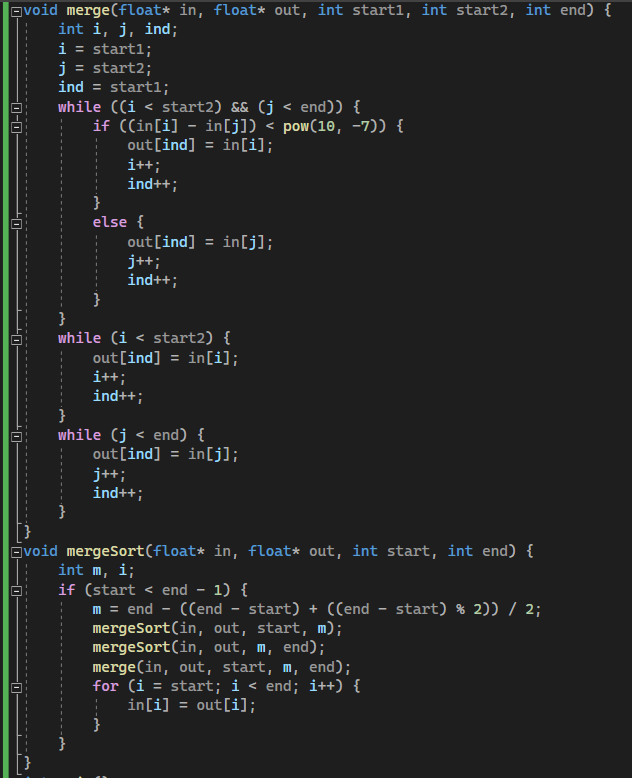 void merge(float* in, float* out, int start1, int start2, int end) {
    int i, j, ind;
    i = start1;
    j = start2;
    ind = start1;
    while ((i < start2) && (j < end)) {
        if ((in[i] - in[j]) < pow(10, -7)) {
            out[ind] = in[i];
            i++;
            ind++;
        }
        else {
            out[ind] = in[j];
            j++;
            ind++;
        }
    }
    while (i < start2) {
        out[ind] = in[i];
        i++;
        ind++;
    }
    while (j < end) {
        out[ind] = in[j];
        j++;
        ind++;
    }
}
void mergeSort(float* in, float* out, int start, int end) {
    int m, i;
    if (start < end - 1) {
        m = end - ((end - start) + ((end - start) % 2)) / 2;
        mergeSort(in, out, start, m);
        mergeSort(in, out, m, end);
        merge(in, out, start, m, end);
        for (i = start; i < end; i++) {
            in[i] = out[i];
        }
    }
}